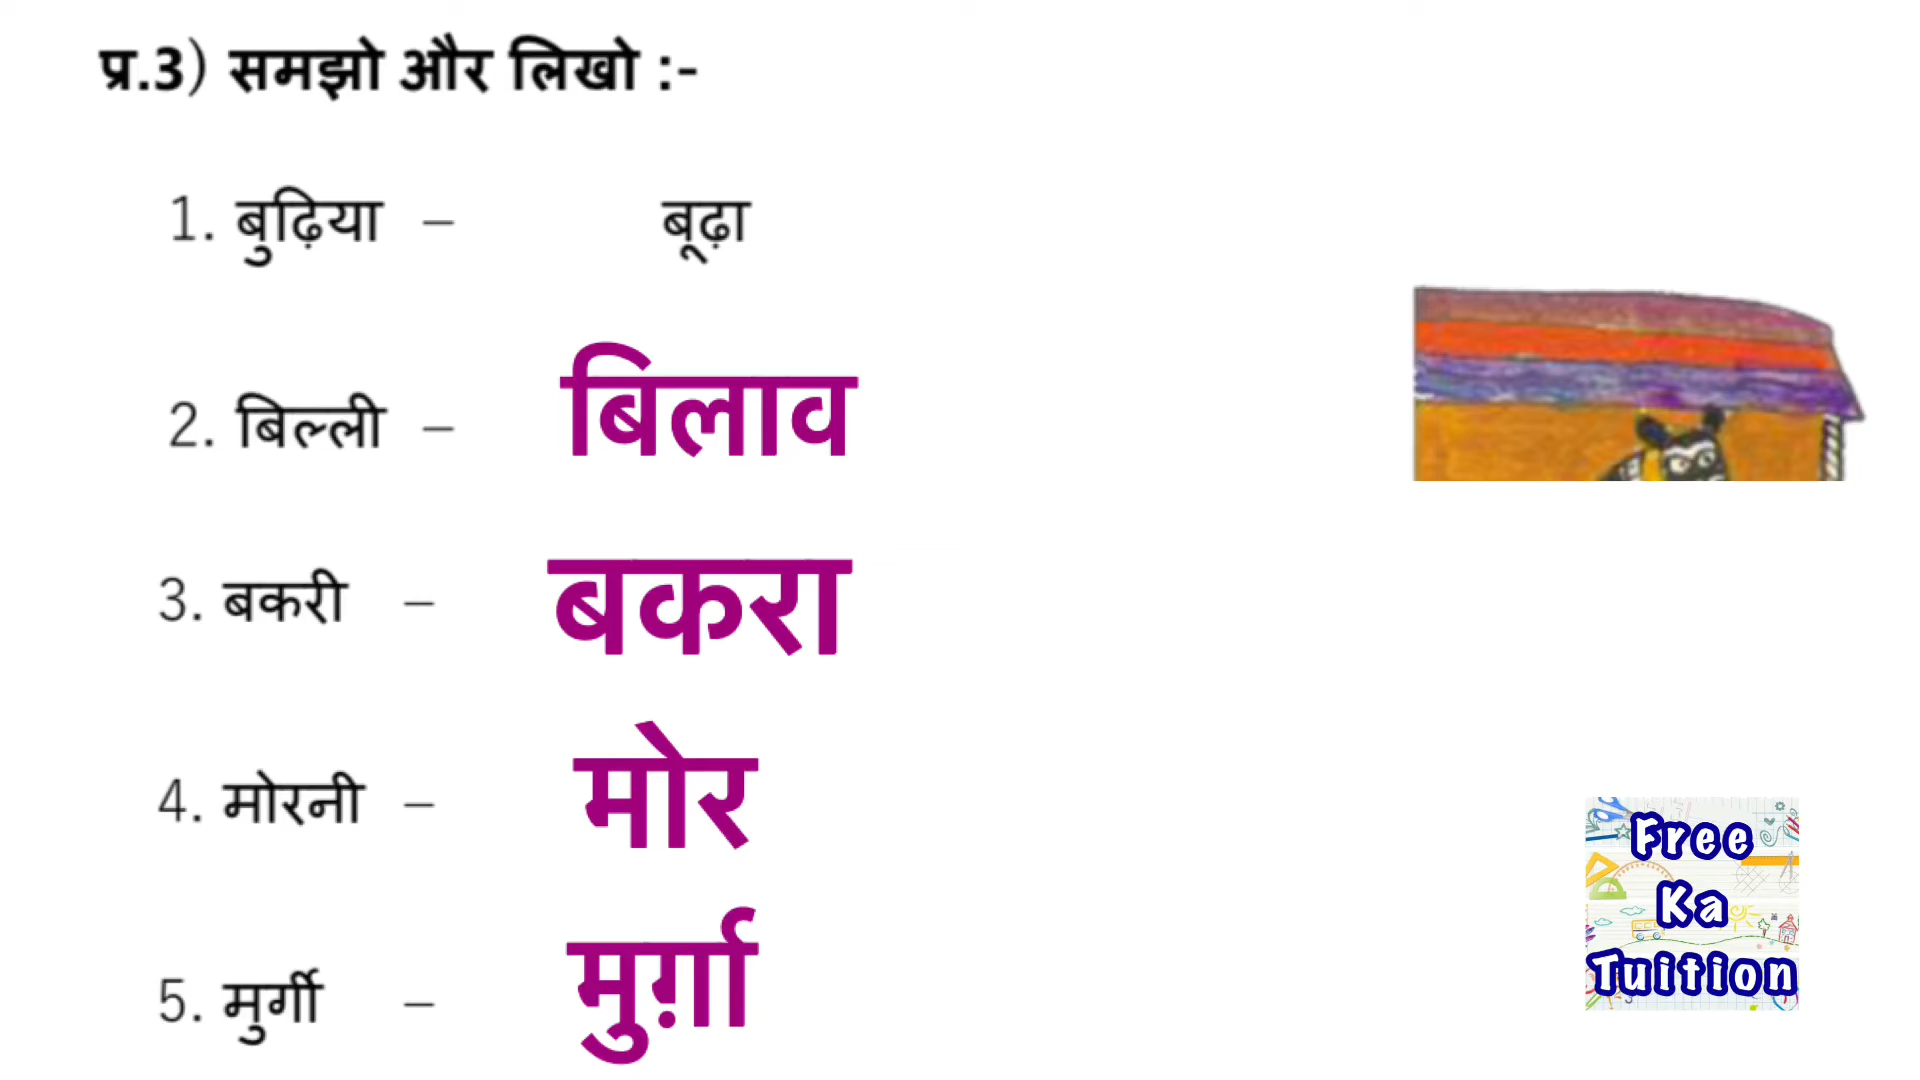 प्र.3) समझो और लिखो :-
1. बुढ़िया – बूढ़ा
2. बिल्ली – बिलाव
3. बकरी – बकरा
4. मोरनी – मोर
5. मुर्गी – मुर्ग़ा
Free
Ka
Tuition